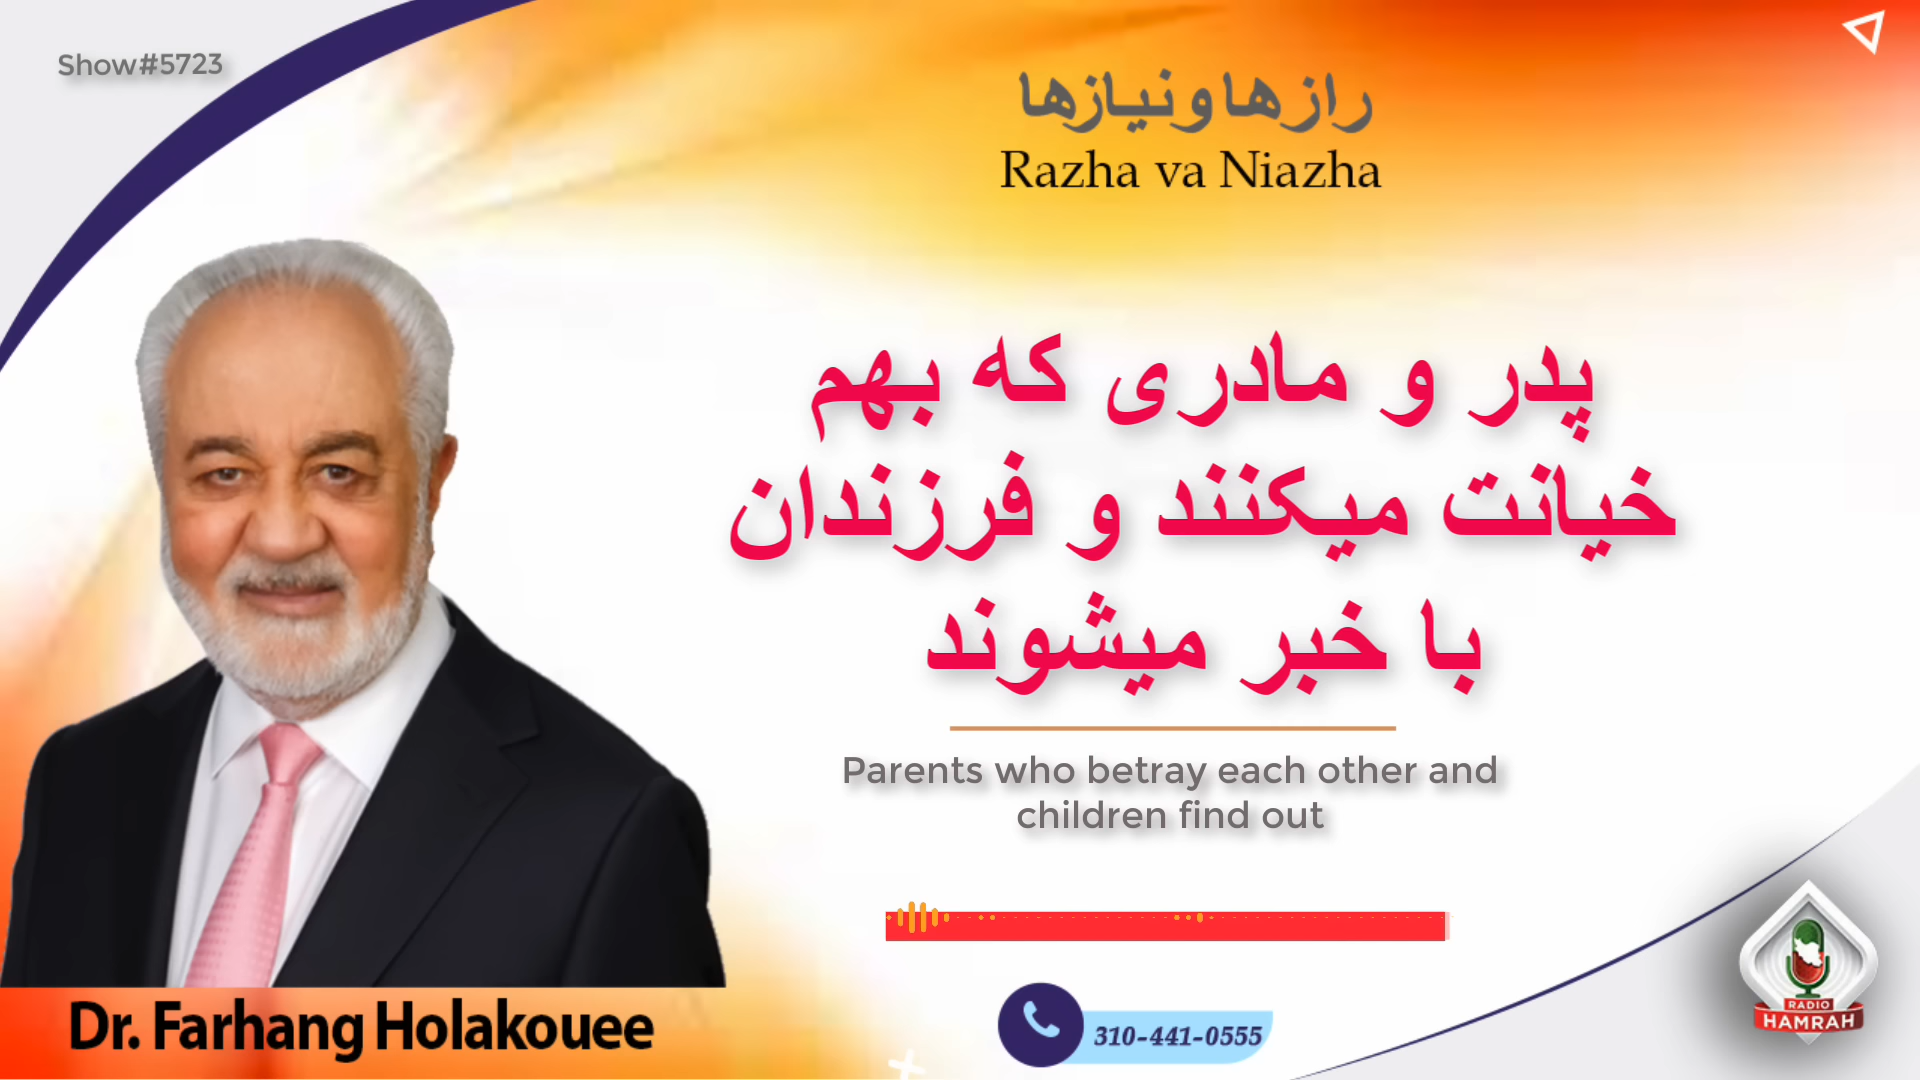 Show#5723
رازها و نیازها
Razha va Niazha
پدر و مادری که بهم
خیانت میکنند و فرزندان
با خبر میشوند
Parents who betray each other and
children find out
Dr. Farhang Holakouee
310-441-0555
RADIO
HAMRAH